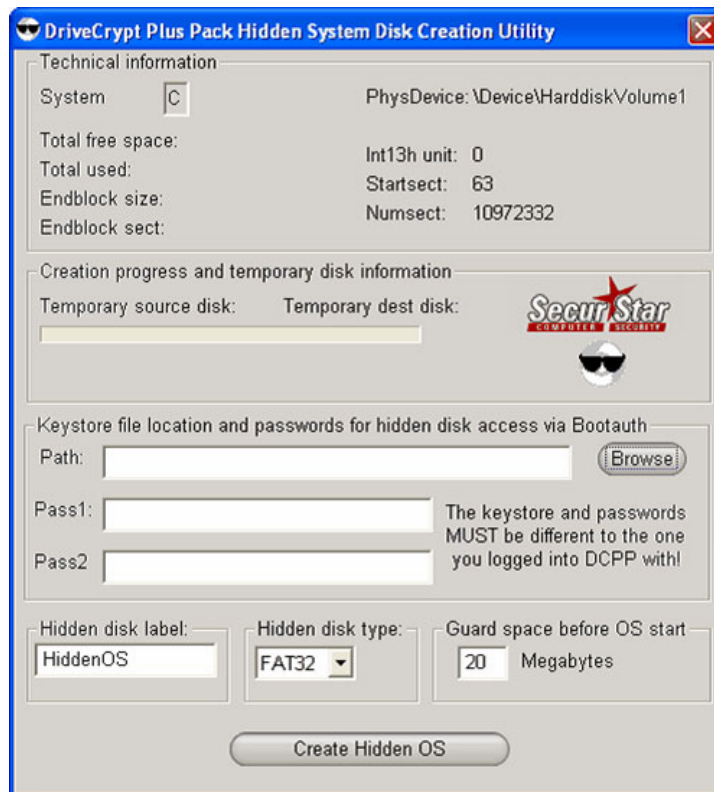 DriveCrypt Plus Pack Hidden System Disk Creation Utility
Technical information
System C PhysDevice: \Device\HarddiskVolume1
Total free space:
Total used:
Endblock size:
Endblock sect:
Int13h unit: 0
Startsect: 63
Numsect: 10972332
Creation progress and temporary disk information
Temporary source disk: Temporary dest disk:
SecurStar
COMPUTER SECURITY
Keystore file location and passwords for hidden disk access via Bootauth
Path: Browse
Pass1:
Pass2
The keystore and passwords
MUST be different to the one
you logged into DCPP with!
Hidden disk label:
HiddenOS
Hidden disk type:
FAT32
Guard space before OS start
20 Megabytes
Create Hidden OS